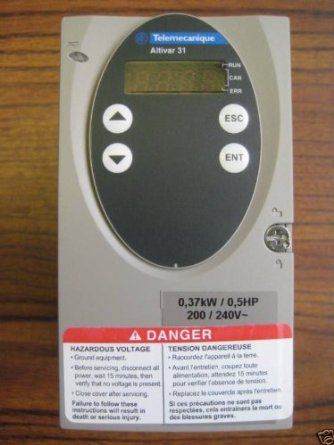 Telemecanique
Altivar 31
RUN
CAN
ERR
ESC
ENT
0,37kW / 0,5HP
200 / 240V~
DANGER
HAZARDOUS VOLTAGE
• Ground equipment.
• Before servicing, disconnect all
power, wait 15 minutes, then
verify that no voltage is present.
• Close cover after servicing.
Failure to follow these
instructions will result in
death or serious injury.
TENSION DANGEREUSE
• Raccordez l'appareil à la terre.
• Avant l'entretien, coupez toute
alimentation, attendez 15 minutes
pour vérifier l'absence de tension.
• Replacez le couvercle après l'entretien.
Si ces précautions ne sont pas
respectées, cela entraînera la mort ou
des blessures graves.